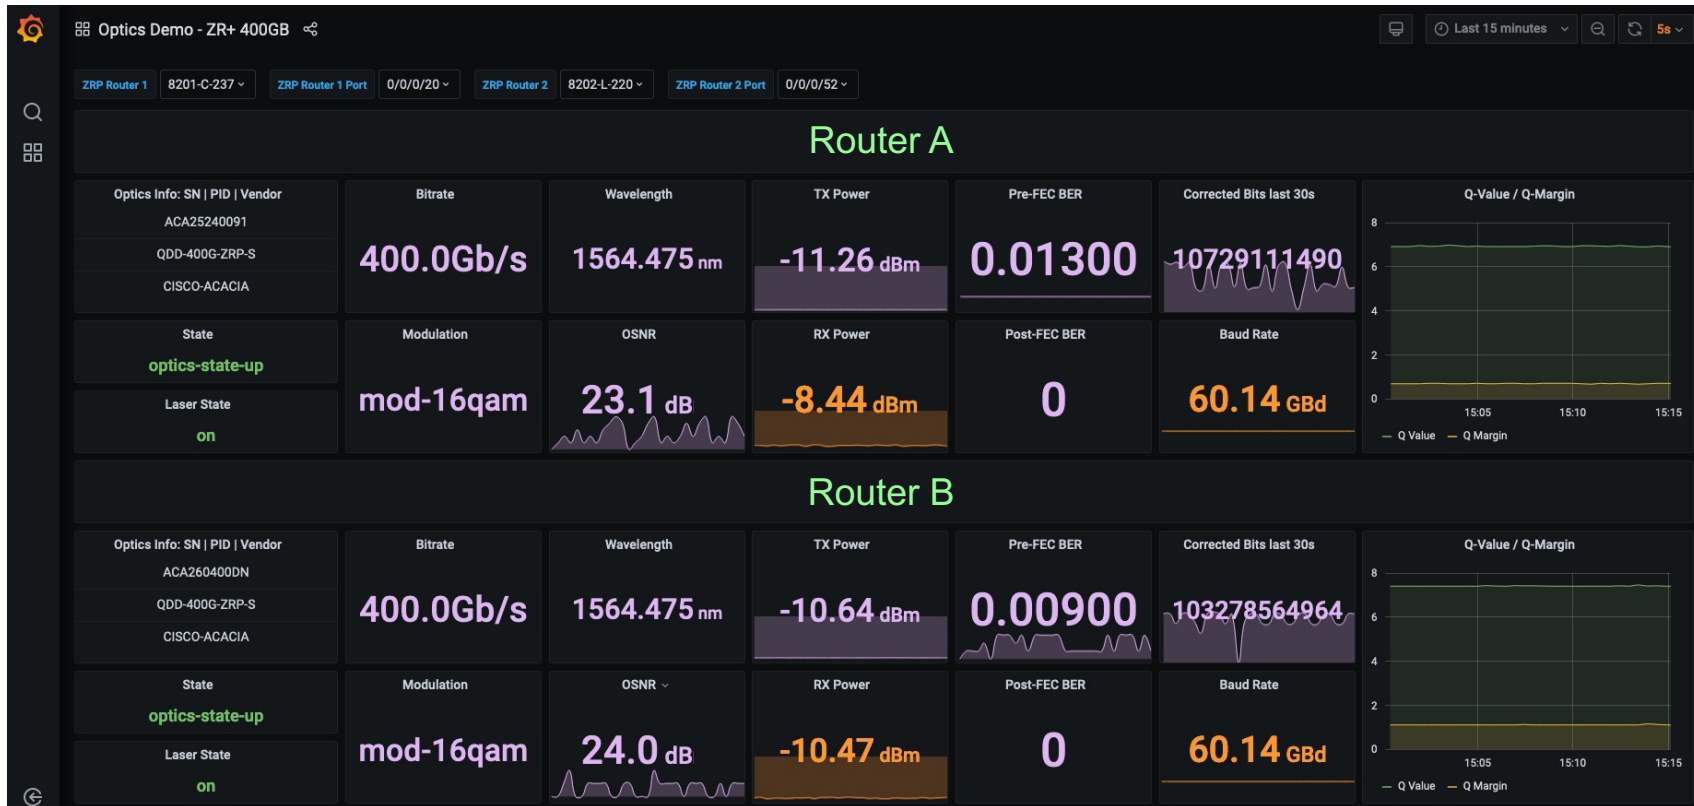 Optics Demo - ZR+ 400GB
Last 15 minutes
5s
ZRP Router 1 8201-C-237 ZRP Router 1 Port 0/0/0/20 ZRP Router 2 8202-L-220 ZRP Router 2 Port 0/0/0/52
Router A
Optics Info: SN | PID | Vendor
ACA25240091
QDD-400G-ZRP-S
CISCO-ACACIA
State
optics-state-up
Laser State
on
Bitrate
400.0Gb/s
Modulation
mod-16qam
Wavelength
1564.475 nm
OSNR
23.1 dB
TX Power
-11.26 dBm
RX Power
-8.44 dBm
Pre-FEC BER
0.01300
Post-FEC BER
0
Corrected Bits last 30s
10729111490
Baud Rate
60.14 GBd
Q-Value / Q-Margin
8
6
4
2
0
15:05 15:10 15:15
Q Value Q Margin
Router B
Optics Info: SN | PID | Vendor
ACA260400DN
QDD-400G-ZRP-S
CISCO-ACACIA
State
optics-state-up
Laser State
on
Bitrate
400.0Gb/s
Modulation
mod-16qam
Wavelength
1564.475 nm
OSNR
24.0 dB
TX Power
-10.64 dBm
RX Power
-10.47 dBm
Pre-FEC BER
0.00900
Post-FEC BER
0
Corrected Bits last 30s
103278564964
Baud Rate
60.14 GBd
Q-Value / Q-Margin
8
6
4
2
0
15:05 15:10 15:15
Q Value Q Margin